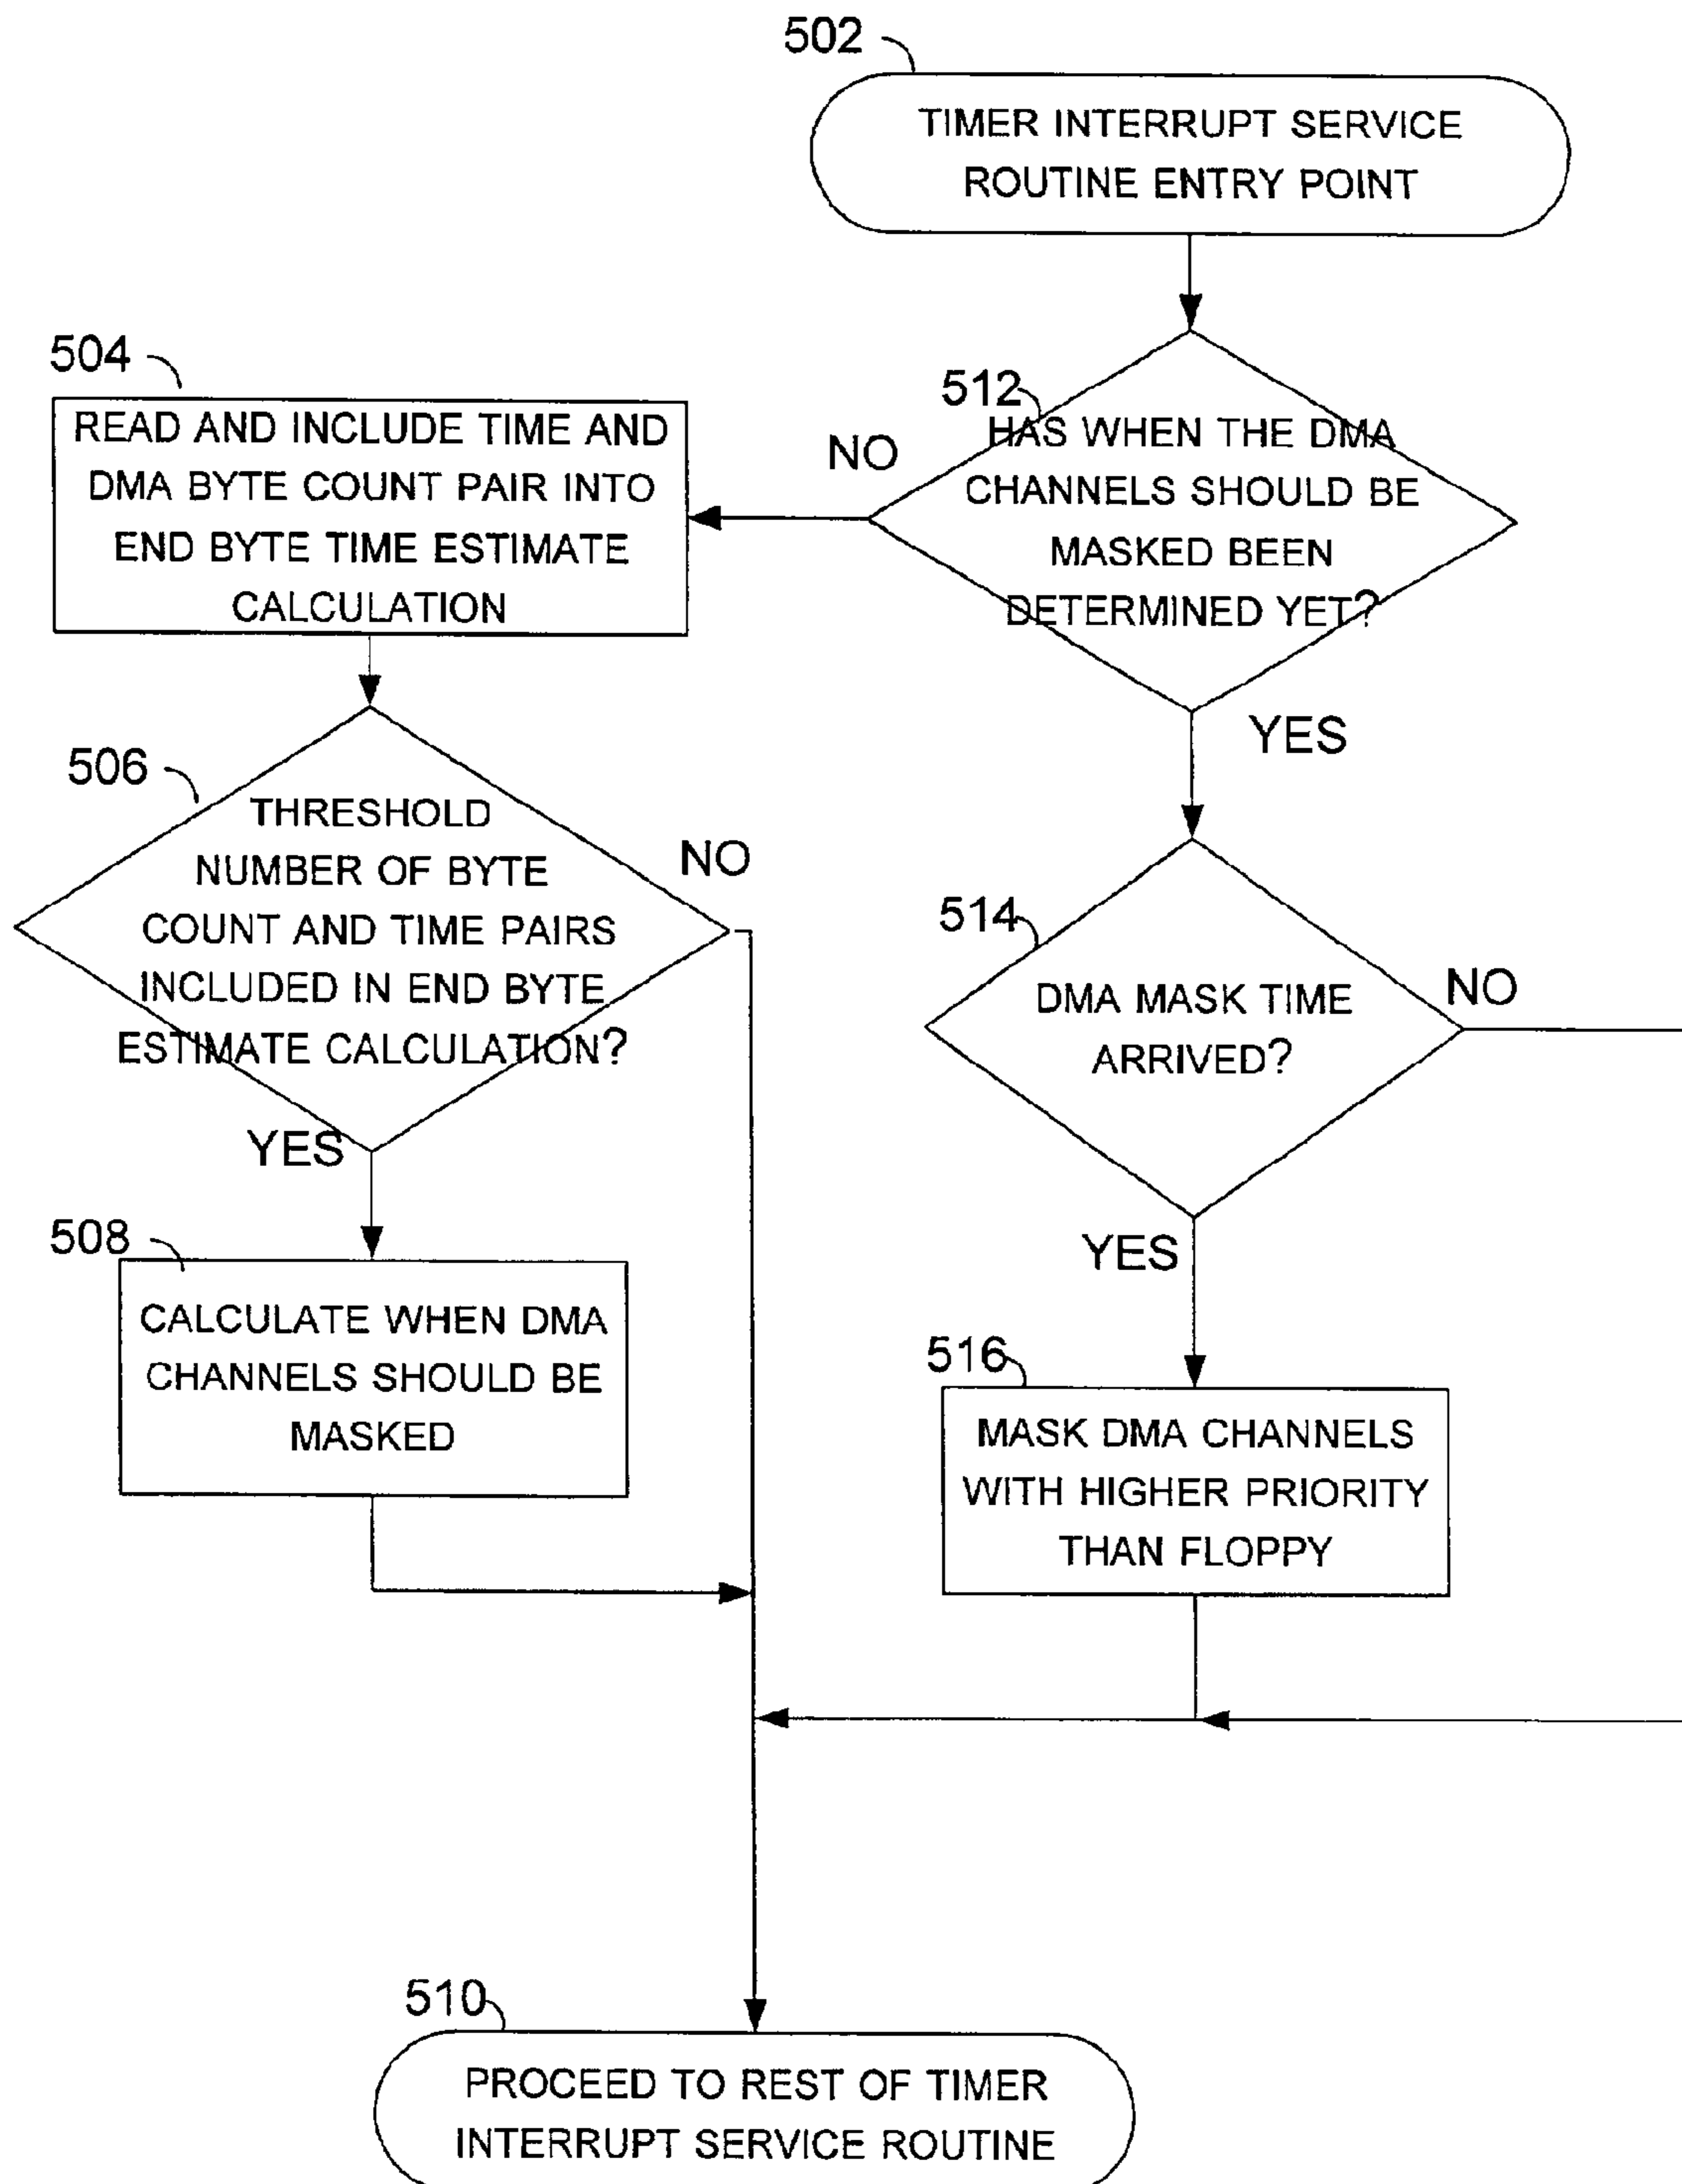 502
TIMER INTERRUPT SERVICE
ROUTINE ENTRY POINT
512
HAS WHEN THE DMA
CHANNELS SHOULD BE
MASKED BEEN
DETERMINED YET?
NO
YES
504
READ AND INCLUDE TIME AND
DMA BYTE COUNT PAIR INTO
END BYTE TIME ESTIMATE
CALCULATION
506
THRESHOLD
NUMBER OF BYTE
COUNT AND TIME PAIRS
INCLUDED IN END BYTE
ESTIMATE CALCULATION?
NO
YES
508
CALCULATE WHEN DMA
CHANNELS SHOULD BE
MASKED
514
DMA MASK TIME
ARRIVED?
NO
YES
516
MASK DMA CHANNELS
WITH HIGHER PRIORITY
THAN FLOPPY
510
PROCEED TO REST OF TIMER
INTERRUPT SERVICE ROUTINE